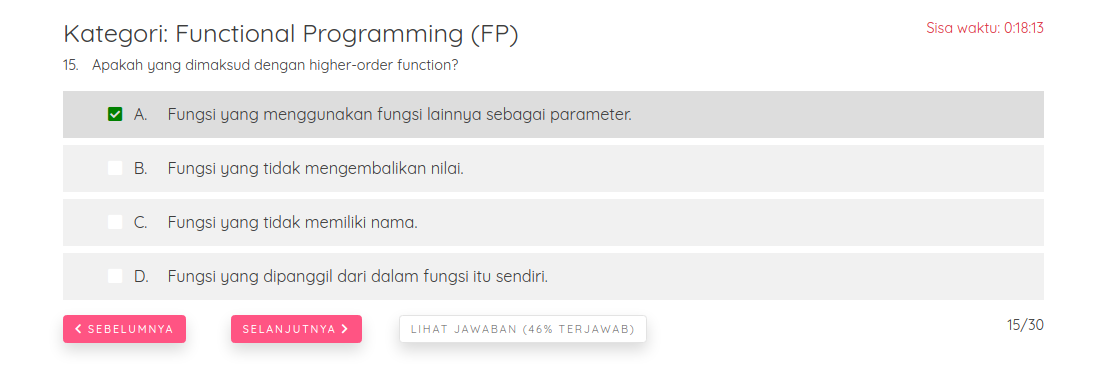 Kategori: Functional Programming (FP)
Sisa waktu: 0:18:13
15. Apakah yang dimaksud dengan higher-order function?
A. Fungsi yang menggunakan fungsi lainnya sebagai parameter.
B. Fungsi yang tidak mengembalikan nilai.
C. Fungsi yang tidak memiliki nama.
D. Fungsi yang dipanggil dari dalam fungsi itu sendiri.
SEBELUMNYA
SELANJUTNYA
LIHAT JAWABAN (46% TERJAWAB)
15/30